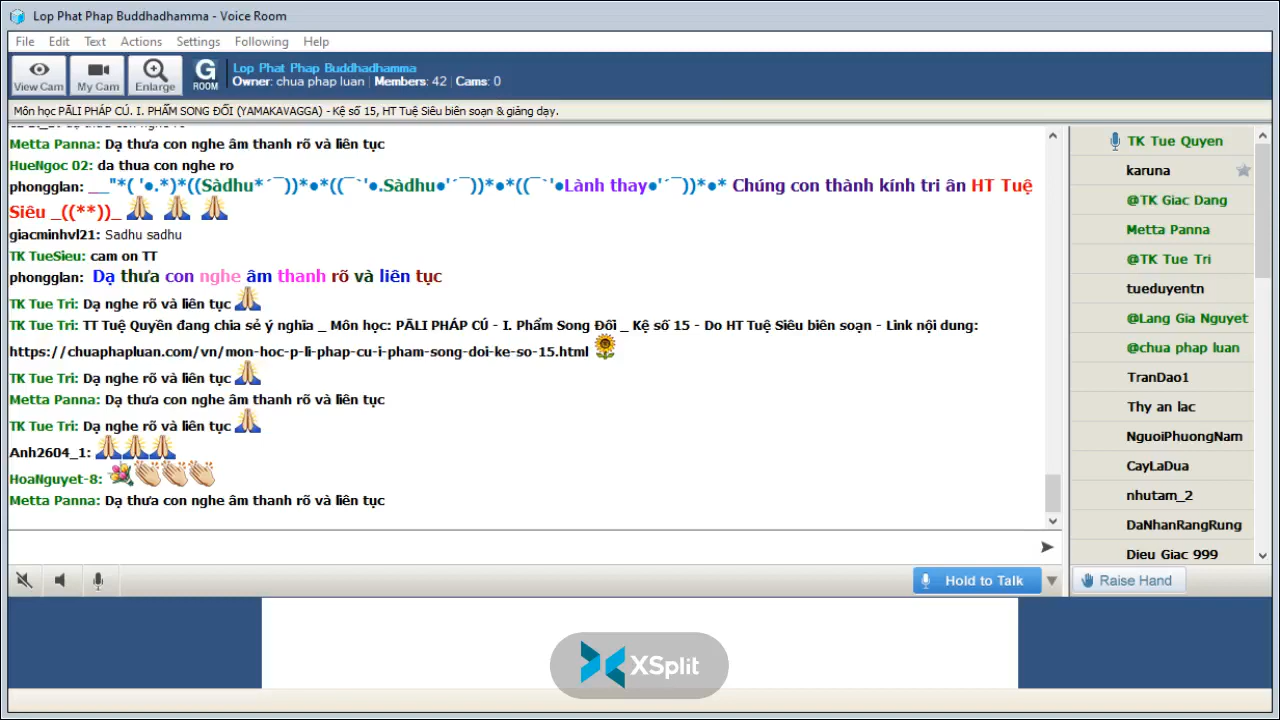 Lop Phat Phap Buddhadhamma - Voice Room
File Edit Text Actions Settings Following Help
View Cam My Cam Enlarge G ROOM
Lop Phat Phap Buddhadhamma
Owner: chua phap luan | Members: 42 | Cams: 0
Môn học PĀLI PHÁP CÚ. I. PHẨM SONG ĐỐI (YAMAKAVAGGA) - Kệ số 15, HT Tuệ Siêu biên soạn & giảng dạy.
Metta Panna: Dạ thưa con nghe âm thanh rõ và liên tục
HueNgoc 02: da thua con nghe ro
phongglan: __"*( '●.*)*((Sàdhu*´¯))*●*((¯`'●.Sàdhu●'´¯))*●*((¯`'●Lành thay●'´¯))*●* Chúng con thành kính tri ân HT Tuệ
Siêu _((**))_ 🙏 🙏 🙏
giacminhvl21: Sadhu sadhu
TK TueSieu: cam on TT
phongglan: Dạ thưa con nghe âm thanh rõ và liên tục
TK Tue Tri: Dạ nghe rõ và liên tục 🙏
TK Tue Tri: TT Tuệ Quyền đang chia sẻ ý nghĩa _ Môn học: PĀLI PHÁP CÚ - I. Phẩm Song Đối _ Kệ số 15 - Do HT Tuệ Siêu biên soạn - Link nội dung:
https://chuaphapluan.com/vn/mon-hoc-p-li-phap-cu-i-pham-song-doi-ke-so-15.html 🌻
TK Tue Tri: Dạ nghe rõ và liên tục 🙏
Metta Panna: Dạ thưa con nghe âm thanh rõ và liên tục
TK Tue Tri: Dạ nghe rõ và liên tục 🙏
Anh2604_1: 🙏🙏🙏
HoaNguyet-8: 💐👏👏👏
Metta Panna: Dạ thưa con nghe âm thanh rõ và liên tục
TK Tue Quyen
karuna
@TK Giac Dang
Metta Panna
@TK Tue Tri
tueduyentn
@Lang Gia Nguyet
@chua phap luan
TranDao1
Thy an lac
NguoiPhuongNam
CayLaDua
nhutam_2
DaNhanRangRung
Dieu Giac 999
Hold to Talk
Raise Hand
XSplit